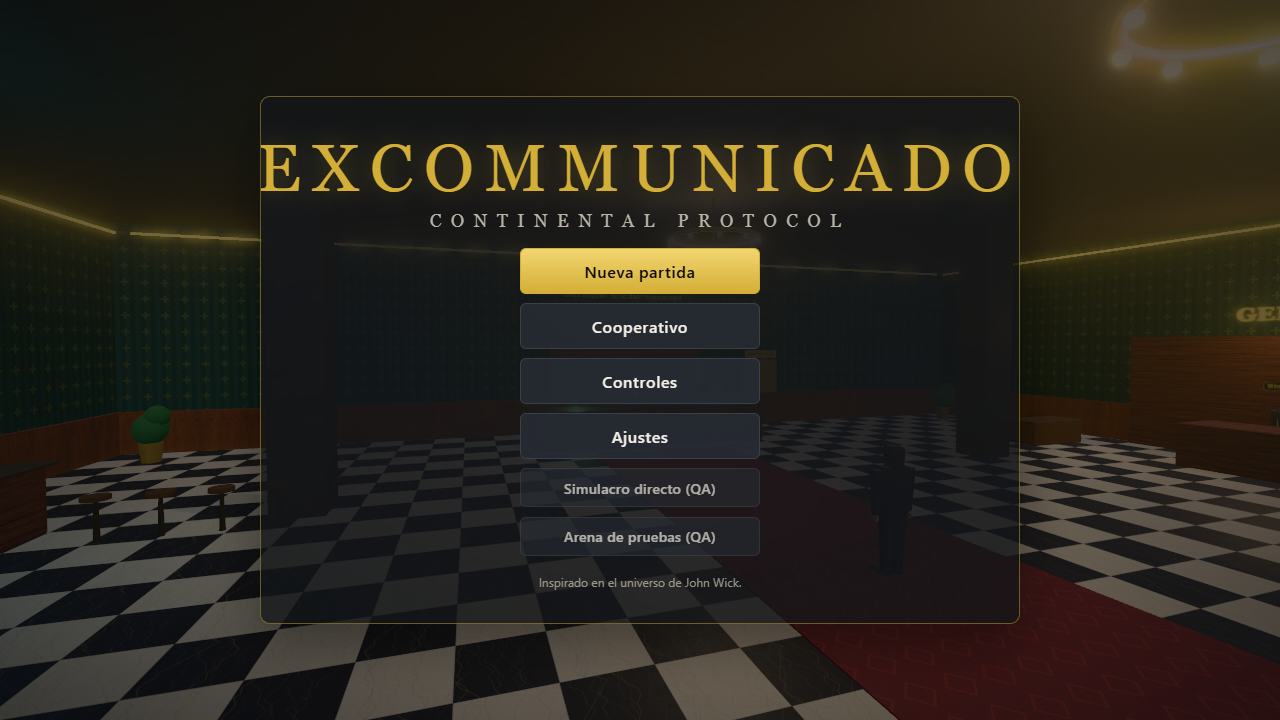 EXCOMMUNICADO
CONTINENTAL PROTOCOL
Nueva partida
Cooperativo
Controles
Ajustes
Simulacro directo (QA)
Arena de pruebas (QA)
Inspirado en el universo de John Wick.